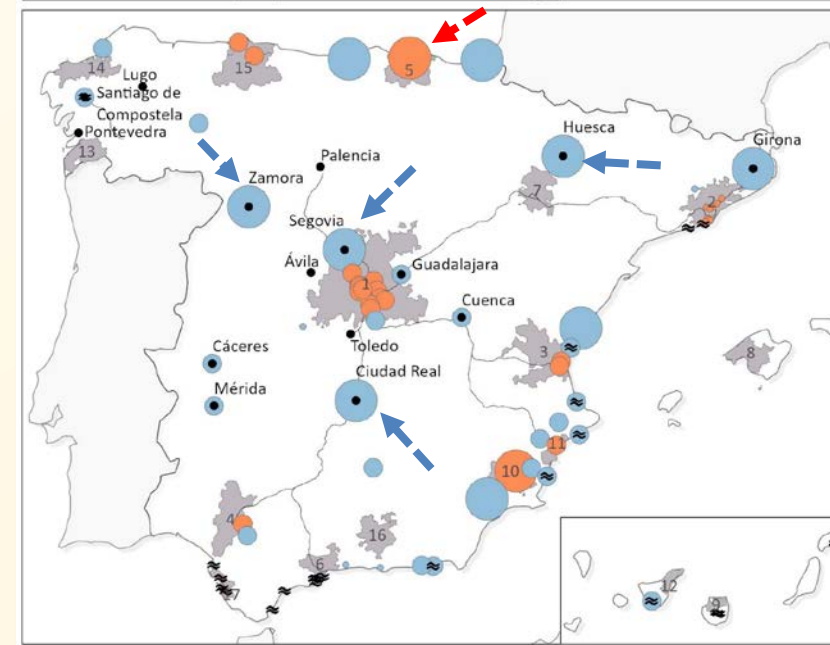 14
15
5
Lugo
Santiago de
Compostela
Pontevedra
13
Huesca
Girona
Palencia
Zamora
7
2
Segovia
Ávila
1
Guadalajara
Cuenca
Toledo
3
8
Cáceres
Ciudad Real
Mérida
11
10
4
16
6
12
9